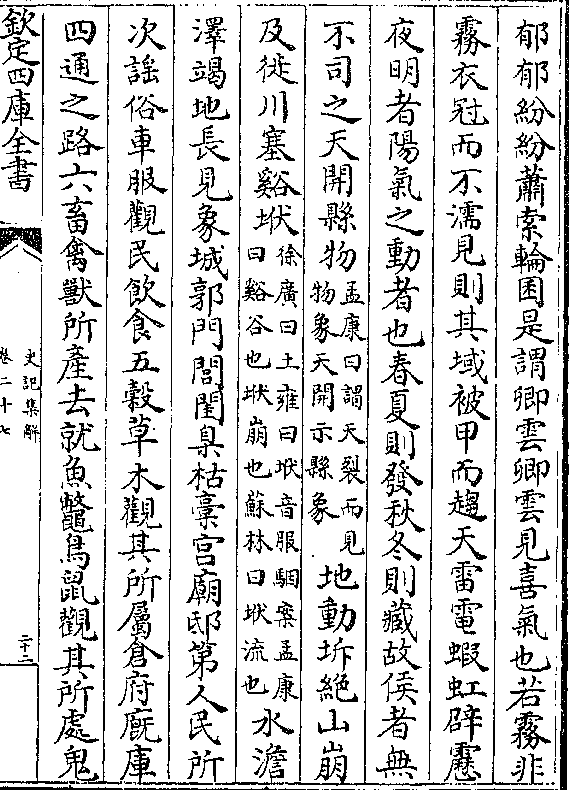 郁郁紛紛蕭索輪囷是謂卿雲卿雲見喜氣也若霧非
霧衣冠而不濡見則其域被甲而趨天雷電蝦虹辟歷
夜明者陽氣之動者也春夏則發秋冬則藏故候者無
不司之天開縣物孟康曰謂天裂而見物象天開示縣象地動坼絶山崩
及徙川塞谿垘徐廣曰土雍曰垘音服駰案孟康曰谿谷也垘崩也蘇林曰垘流也水澹
澤竭地長見象城郭門閭閨臬枯槀宫廟邸第人民所
次謡俗車服觀民飲食五穀草木觀其所屬倉府廐庫
四通之路六畜禽獸所產去就魚鼈鳥鼠觀其所處鬼
欽定四庫全書
史記集解
卷二十七
二十二